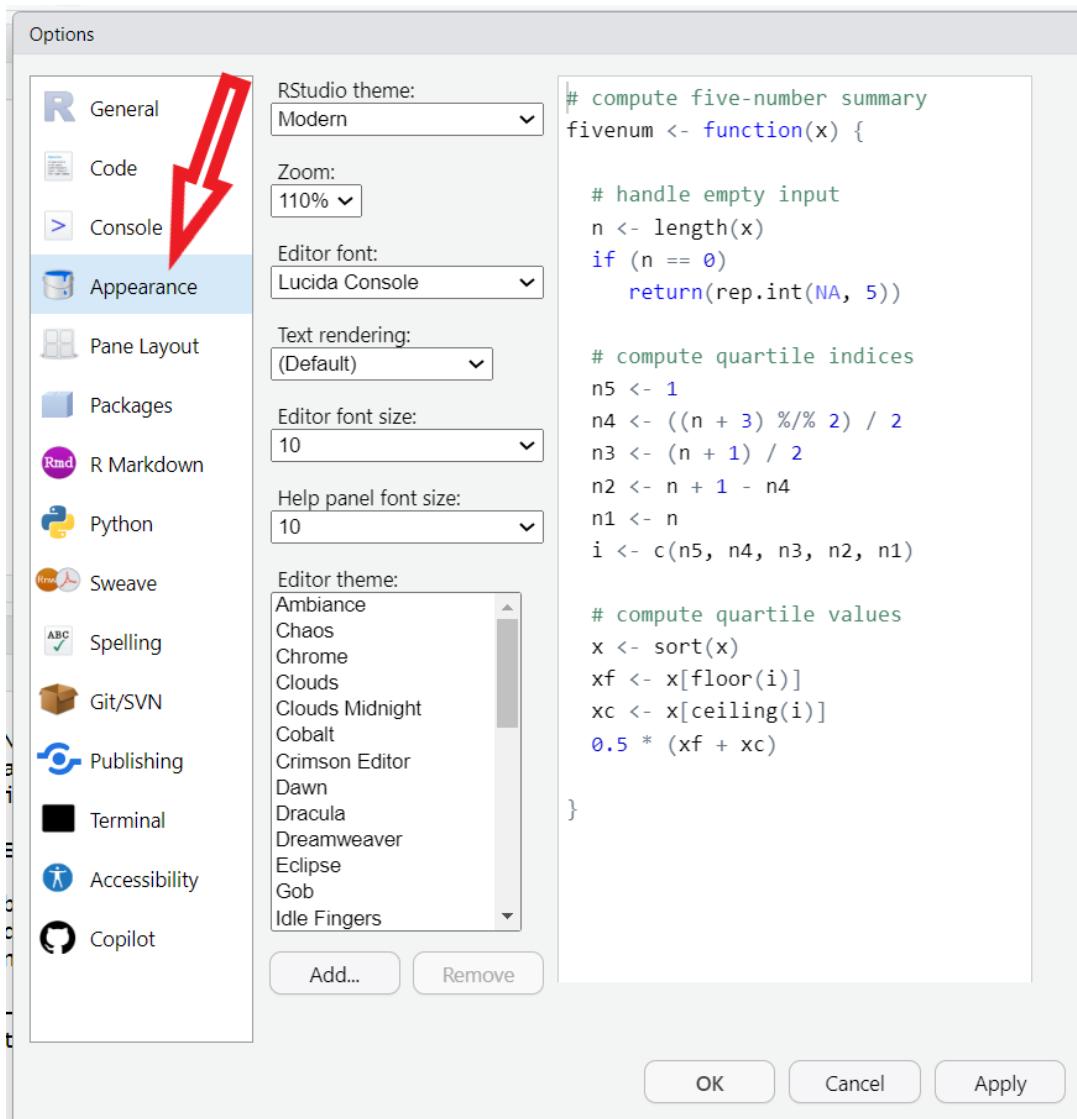 Options
General
Code
Console
Appearance
Pane Layout
Packages
Rmd R Markdown
Python
Rnw Sweave
ABC Spelling
Git/SVN
Publishing
Terminal
Accessibility
Copilot
RStudio theme:
Modern
Zoom:
110%
Editor font:
Lucida Console
Text rendering:
(Default)
Editor font size:
10
Help panel font size:
10
Editor theme:
Ambiance
Chaos
Chrome
Clouds
Clouds Midnight
Cobalt
Crimson Editor
Dawn
Dracula
Dreamweaver
Eclipse
Gob
Idle Fingers
Add...
Remove
# compute five-number summary
fivenum <- function(x) {
# handle empty input
n <- length(x)
if (n == 0)
return(rep.int(NA, 5))
# compute quartile indices
n5 <- 1
n4 <- ((n + 3) %/% 2) / 2
n3 <- (n + 1) / 2
n2 <- n + 1 - n4
n1 <- n
i <- c(n5, n4, n3, n2, n1)
# compute quartile values
x <- sort(x)
xf <- x[floor(i)]
xc <- x[ceiling(i)]
0.5 * (xf + xc)
}
OK
Cancel
Apply